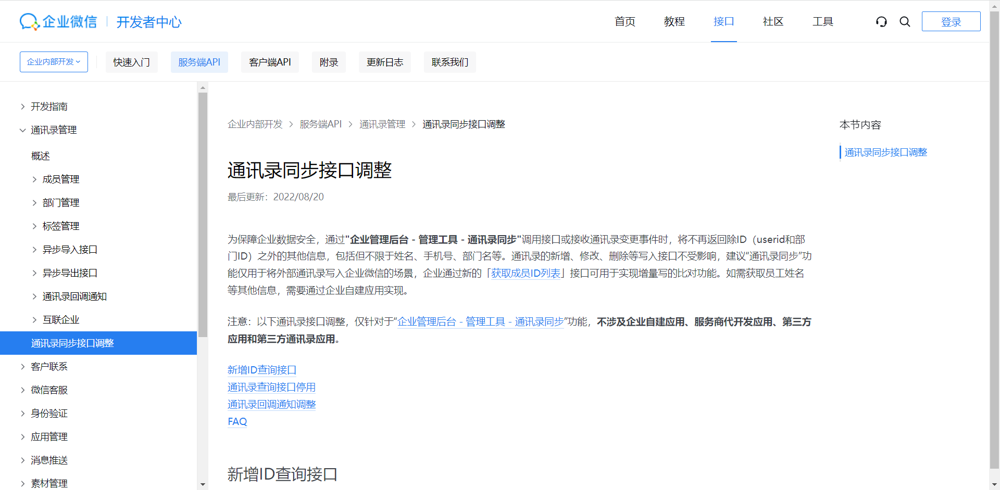 企业微信 开发者中心 首页 教程 接口 社区 工具 登录
企业内部开发 快速入门 服务端API 客户端API 附录 更新日志 联系我们
开发指南
通讯录管理
概述
成员管理
部门管理
标签管理
异步导入接口
异步导出接口
通讯录回调通知
互联企业
通讯录同步接口调整
客户联系
微信客服
身份验证
应用管理
消息推送
素材管理
企业内部开发 > 服务端API > 通讯录管理 > 通讯录同步接口调整
通讯录同步接口调整
最后更新：2022/08/20
为保障企业数据安全，通过"企业管理后台 - 管理工具 - 通讯录同步"调用接口或接收通讯录变更事件时，将不再返回除ID（userid和部
门ID）之外的其他信息，包括但不限于姓名、手机号、部门名等。通讯录的新增、修改、删除等写入接口不受影响，建议“通讯录同步”功
能仅用于将外部通讯录写入企业微信的场景，企业通过新的「获取成员ID列表」接口可用于实现增量写的比对功能。如需获取员工姓名
等其他信息，需要通过企业自建应用实现。
注意：以下通讯录接口调整，仅针对于“企业管理后台 - 管理工具 - 通讯录同步”功能，不涉及企业自建应用、服务商代开发应用、第三方
应用和第三方通讯录应用。
新增ID查询接口
通讯录查询接口停用
通讯录回调通知调整
FAQ
新增ID查询接口
本节内容
通讯录同步接口调整